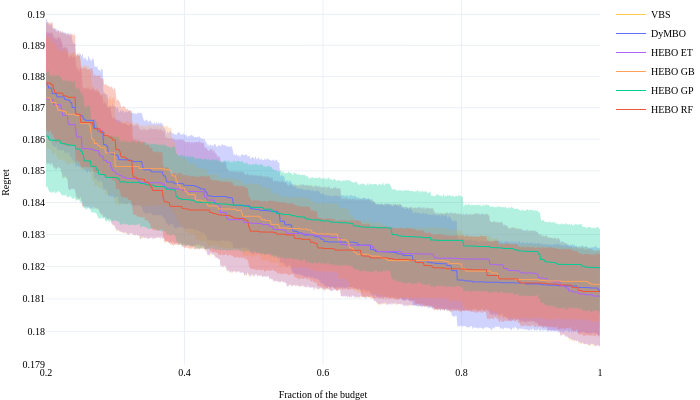 0.19
0.189
0.188
0.187
0.186
0.185
0.184
0.183
0.182
0.181
0.18
0.179
Regret
0.2 0.4 0.6 0.8 1
Fraction of the budget
VBS
DyMBO
HEBO ET
HEBO GB
HEBO GP
HEBO RF